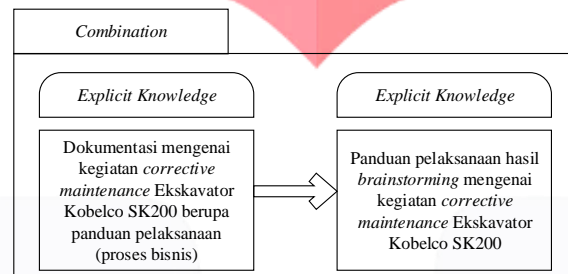 Combination
Explicit Knowledge
Dokumentasi mengenai
kegiatan corrective
maintenance Ekskavator
Kobelco SK200 berupa
panduan pelaksanaan
(proses bisnis)
Explicit Knowledge
Panduan pelaksanaan hasil
brainstorming mengenai
kegiatan corrective
maintenance Ekskavator
Kobelco SK200